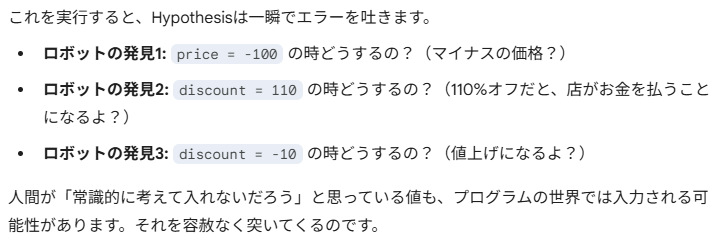 これを実行すると、Hypothesisは一瞬でエラーを吐きます。
• ロボットの発見1: price = -100 の時どうするの？（マイナスの価格？）
• ロボットの発見2: discount = 110 の時どうするの？（110%オフだと、店がお金を払うこと
になるよ？）
• ロボットの発見3: discount = -10 の時どうするの？（値上げになるよ？）
人間が「常識的に考えて入れないだろう」と思っている値も、プログラムの世界では入力される可
能性があります。それを容赦なく突いてくるのです。